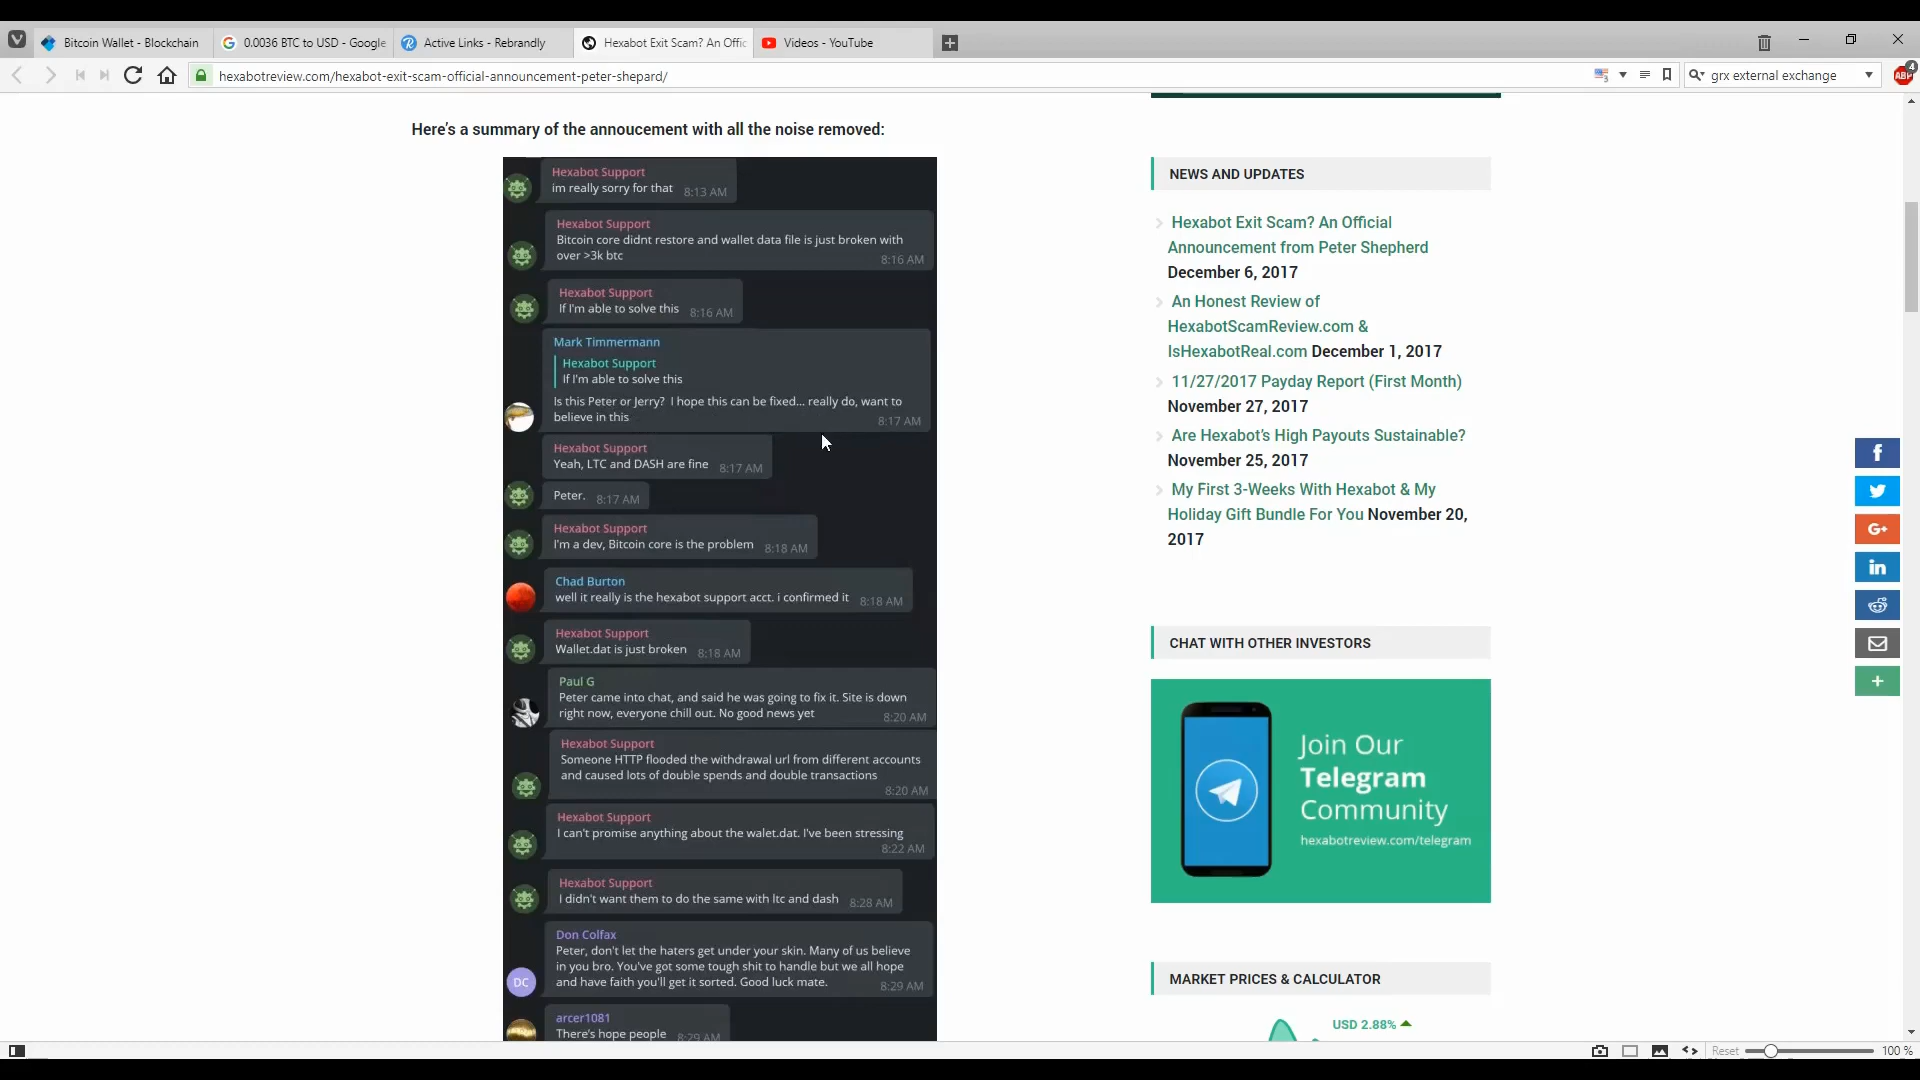 Bitcoin Wallet - Blockchain
0.0036 BTC to USD - Google
Active Links - Rebrandly
Hexabot Exit Scam? An Offic
Videos - YouTube
hexabotreview.com/hexabot-exit-scam-official-announcement-peter-shepard/
grx external exchange
ABP
4
Here's a summary of the annoucement with all the noise removed:
Hexabot Support
im really sorry for that 8:13 AM
Hexabot Support
Bitcoin core didnt restore and wallet data file is just broken with
over >3k btc 8:16 AM
Hexabot Support
If I'm able to solve this 8:16 AM
Mark Timmermann
Hexabot Support
If I'm able to solve this
Is this Peter or Jerry? I hope this can be fixed... really do, want to
believe in this 8:17 AM
Hexabot Support
Yeah, LTC and DASH are fine 8:17 AM
Peter. 8:17 AM
Hexabot Support
I'm a dev, Bitcoin core is the problem 8:18 AM
Chad Burton
well it really is the hexabot support acct. i confirmed it 8:18 AM
Hexabot Support
Wallet.dat is just broken 8:18 AM
Paul G
Peter came into chat, and said he was going to fix it. Site is down
right now, everyone chill out. No good news yet 8:20 AM
Hexabot Support
Someone HTTP flooded the withdrawal url from different accounts
and caused lots of double spends and double transactions
8:20 AM
Hexabot Support
I can't promise anything about the walet.dat. I've been stressing
8:22 AM
Hexabot Support
I didn't want them to do the same with ltc and dash 8:28 AM
Don Colfax
Peter, don't let the haters get under your skin. Many of us believe
in you bro. You've got some tough shit to handle but we all hope
DC and have faith you'll get it sorted. Good luck mate. 8:29 AM
arcer1081
There's hope people 8:29 AM
NEWS AND UPDATES
Hexabot Exit Scam? An Official
Announcement from Peter Shepherd
December 6, 2017
An Honest Review of
HexabotScamReview.com &
IsHexabotReal.com December 1, 2017
11/27/2017 Payday Report (First Month)
November 27, 2017
Are Hexabot's High Payouts Sustainable?
November 25, 2017
My First 3-Weeks With Hexabot & My
Holiday Gift Bundle For You November 20,
2017
CHAT WITH OTHER INVESTORS
Join Our
Telegram
Community
hexabotreview.com/telegram
MARKET PRICES & CALCULATOR
USD 2.88%
f
G+
in
+
Reset
100 %